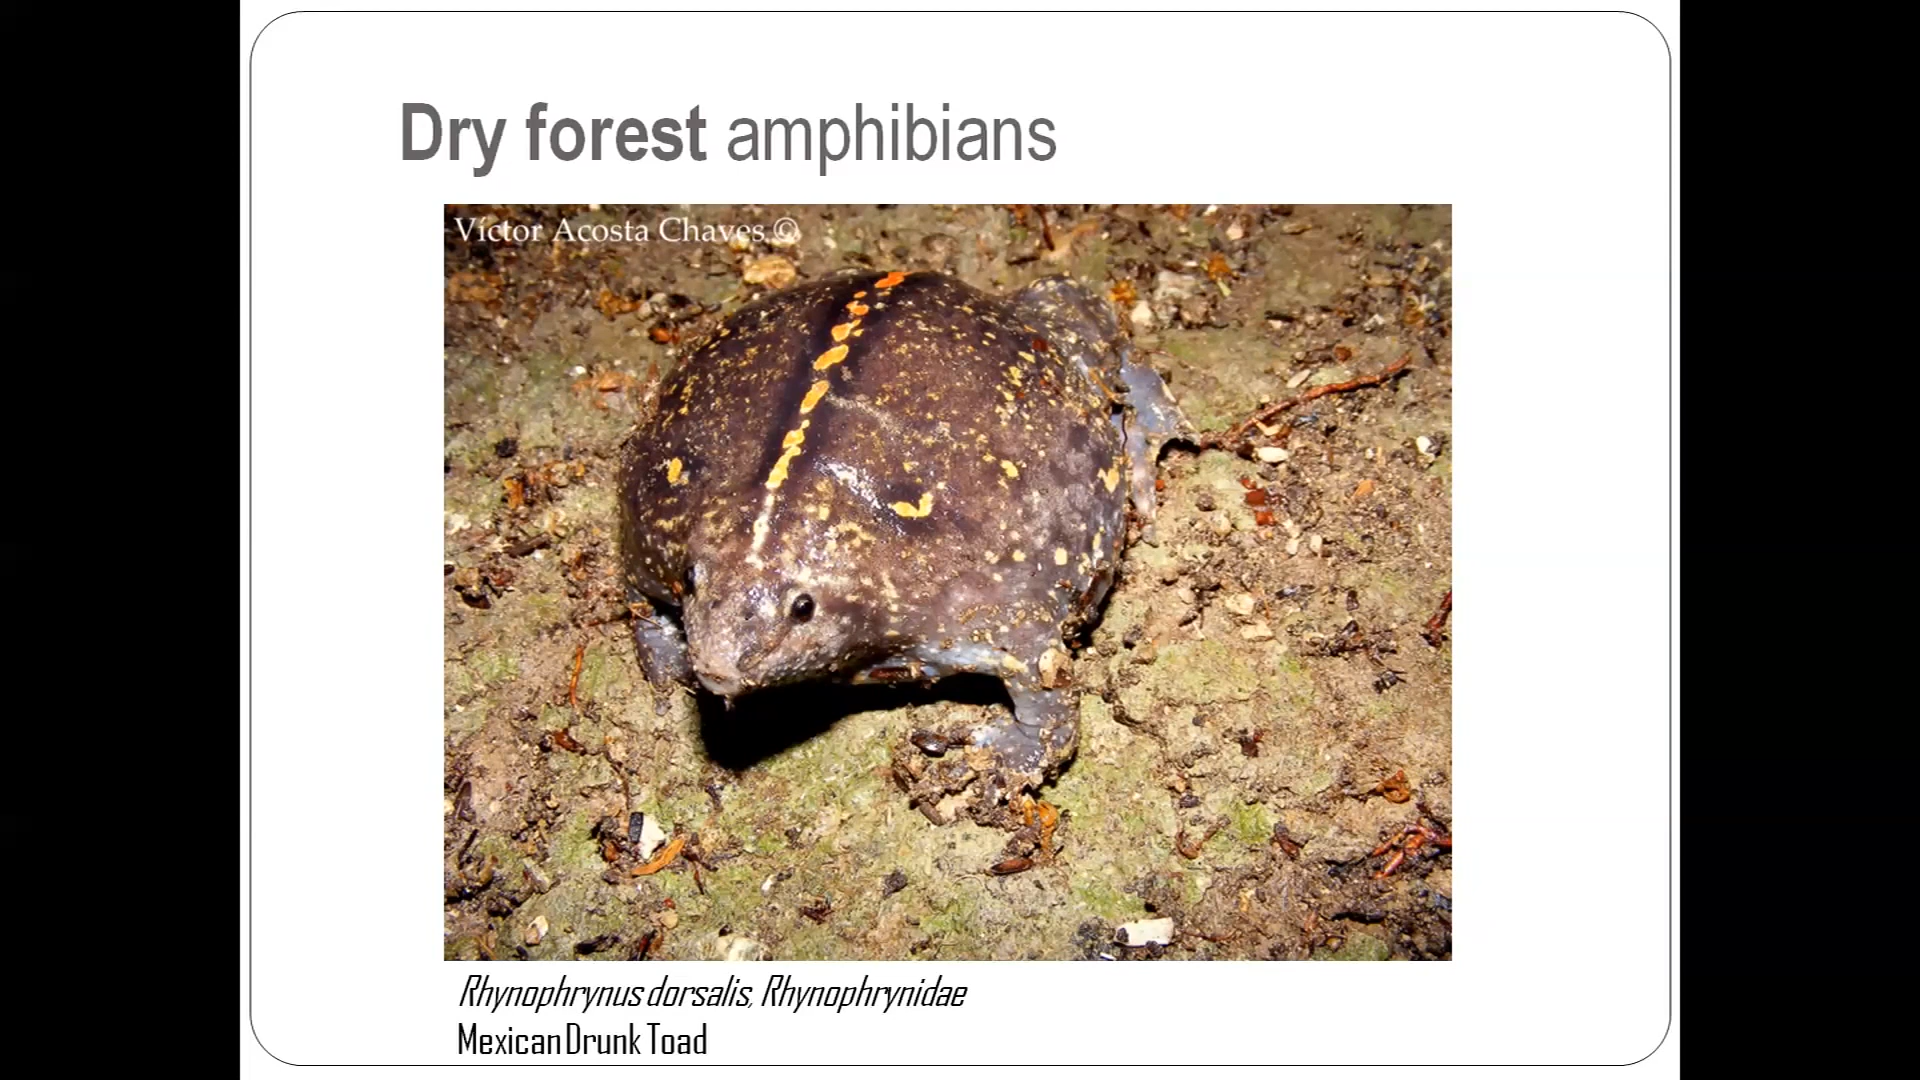 Dry forest amphibians
Víctor Acosta Chaves ©
Rhynophrynus dorsalis, Rhynophrynidae
Mexican Drunk Toad